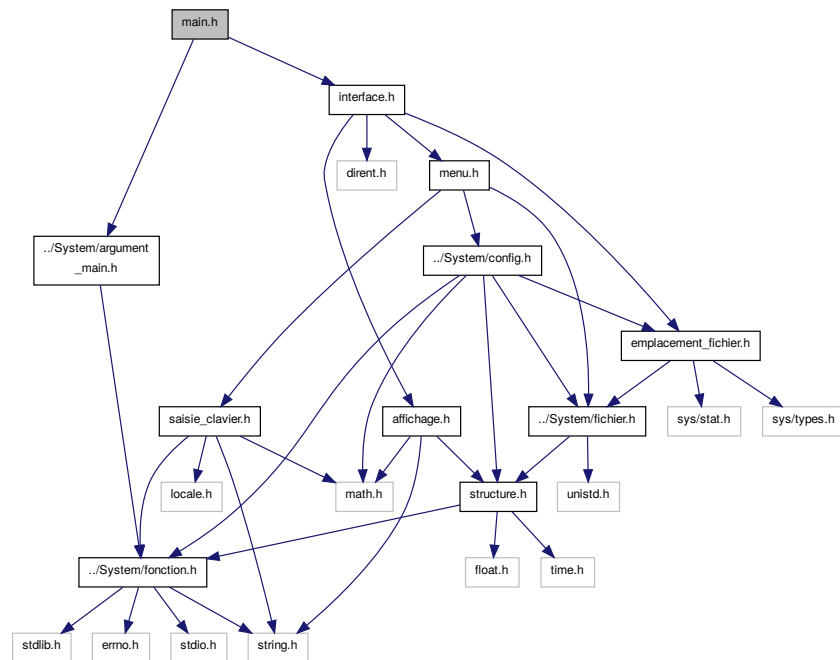 main.h
interface.h
dirent.h
menu.h
../System/argument
_main.h
../System/config.h
emplacement_fichier.h
saisie_clavier.h
affichage.h
../System/fichier.h
sys/stat.h
sys/types.h
locale.h
math.h
structure.h
unistd.h
../System/fonction.h
float.h
time.h
stdlib.h
errno.h
stdio.h
string.h